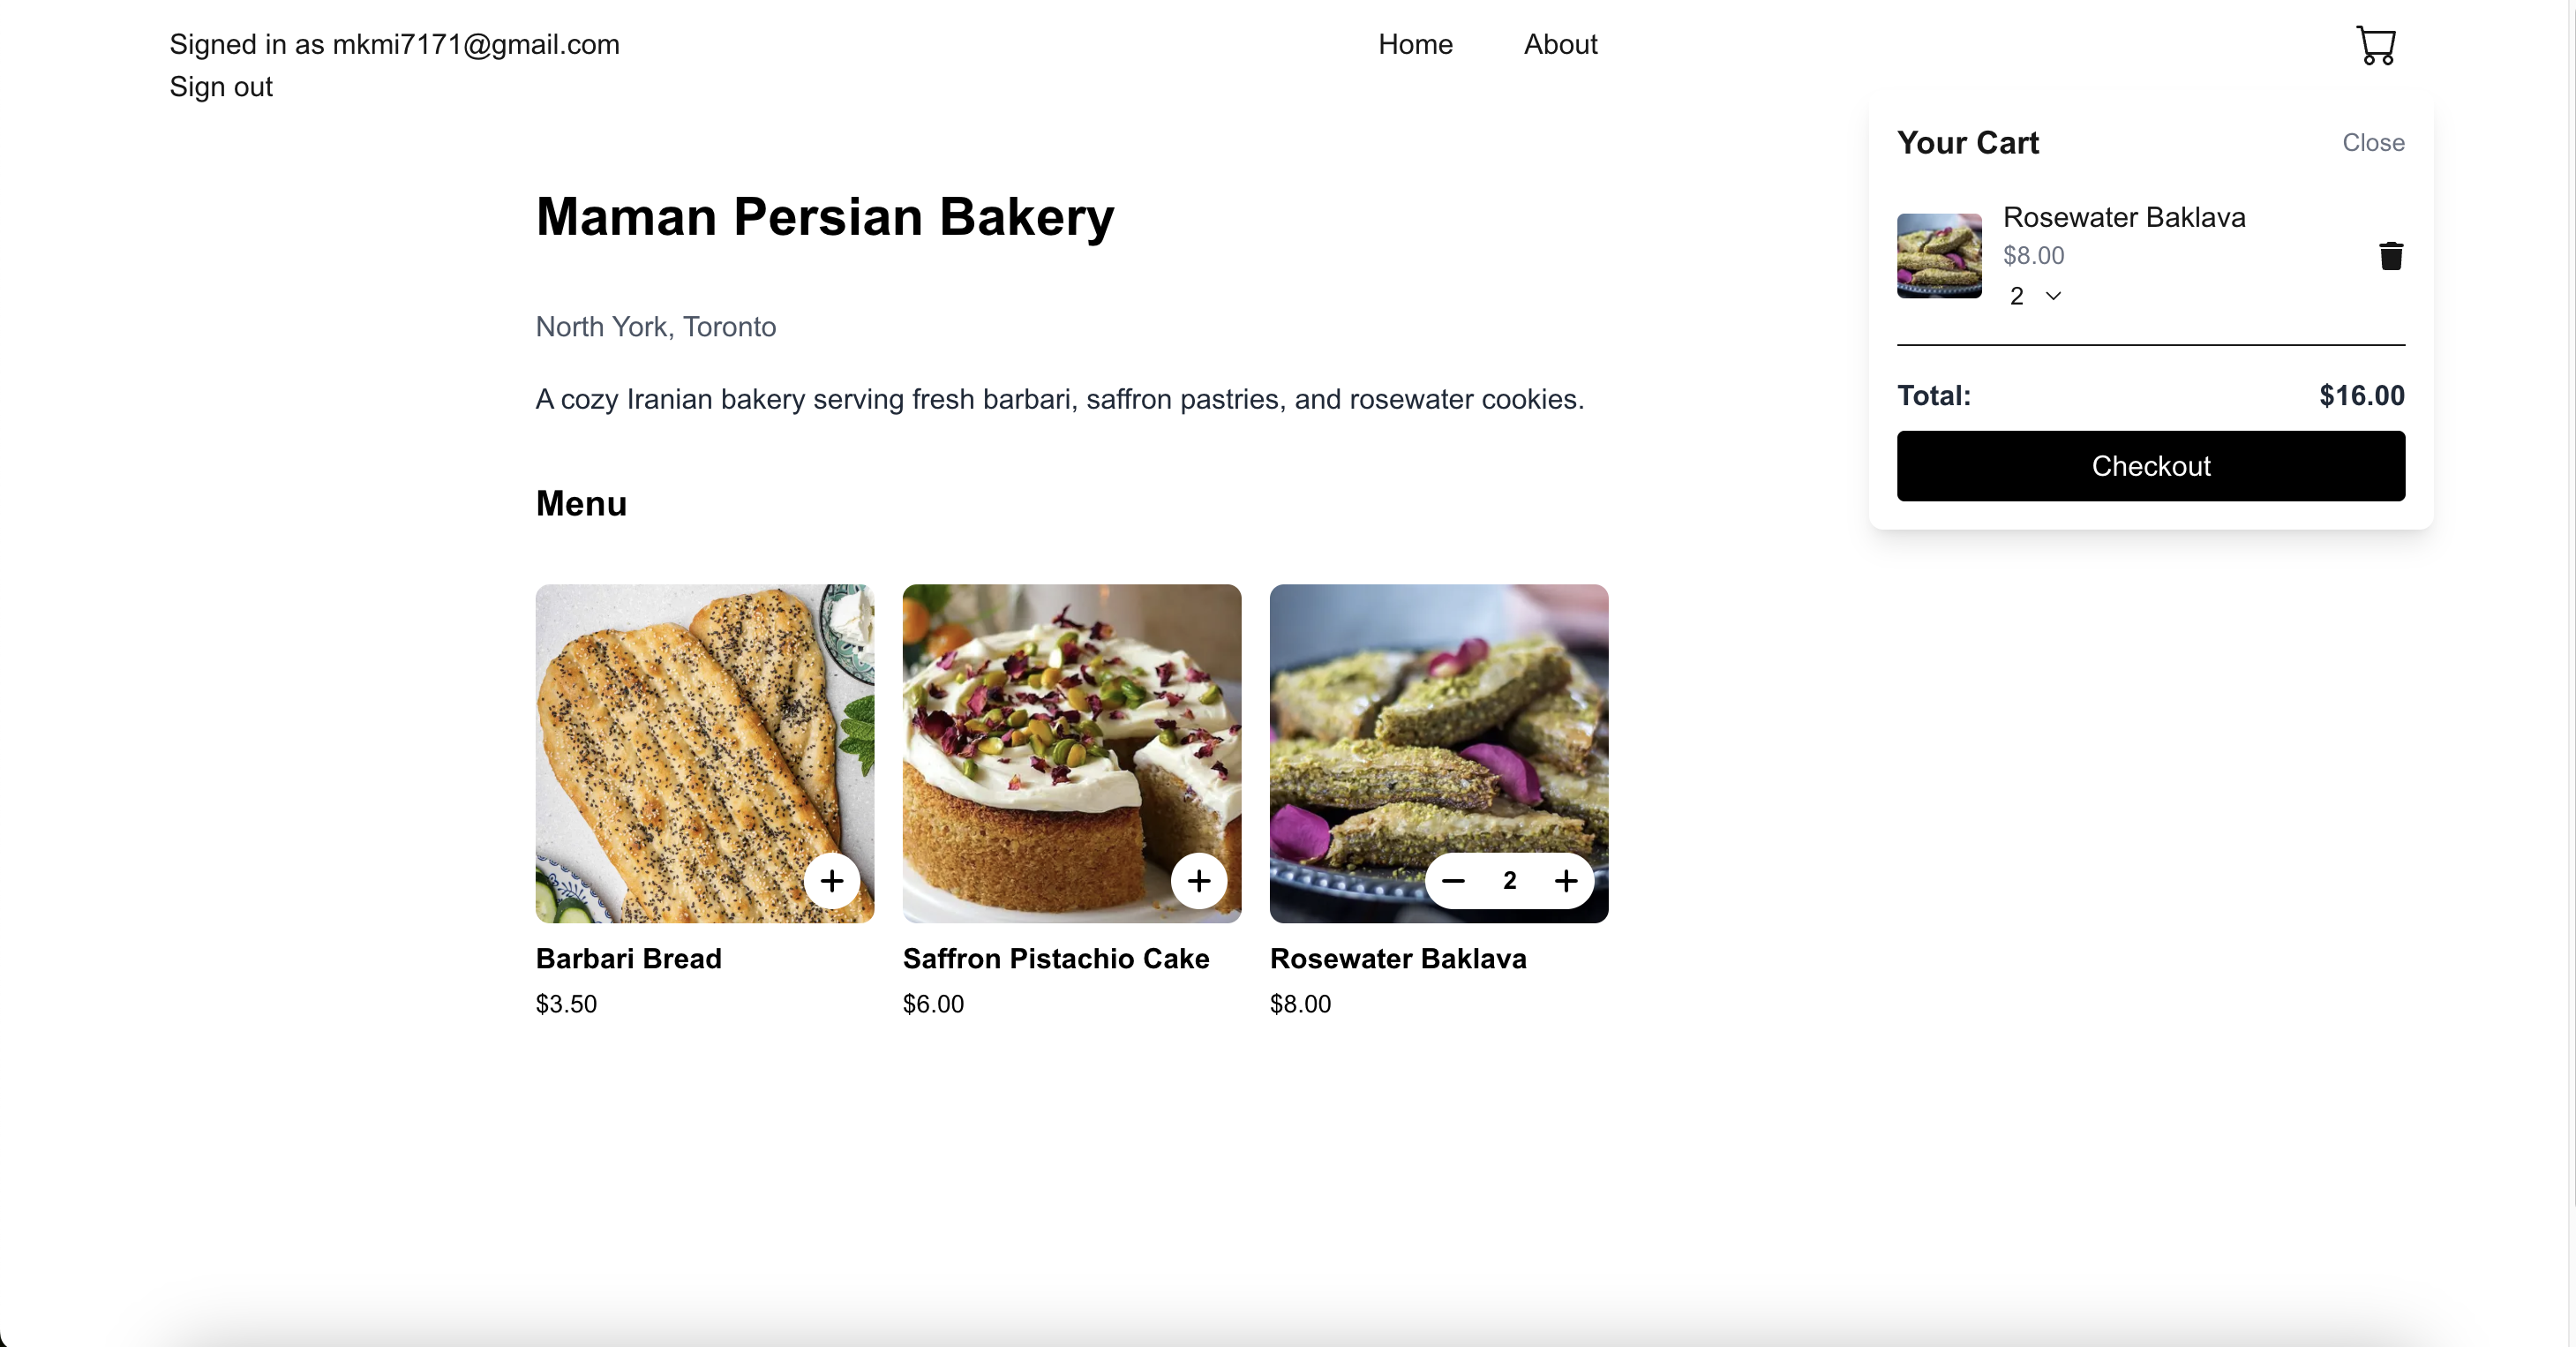 Signed in as mkmi7171@gmail.com
Sign out
Home
About
Your Cart
Close
Rosewater Baklava
$8.00
2
Total:
$16.00
Checkout
Maman Persian Bakery
North York, Toronto
A cozy Iranian bakery serving fresh barbari, saffron pastries, and rosewater cookies.
Menu
2
Barbari Bread
$3.50
Saffron Pistachio Cake
$6.00
Rosewater Baklava
$8.00